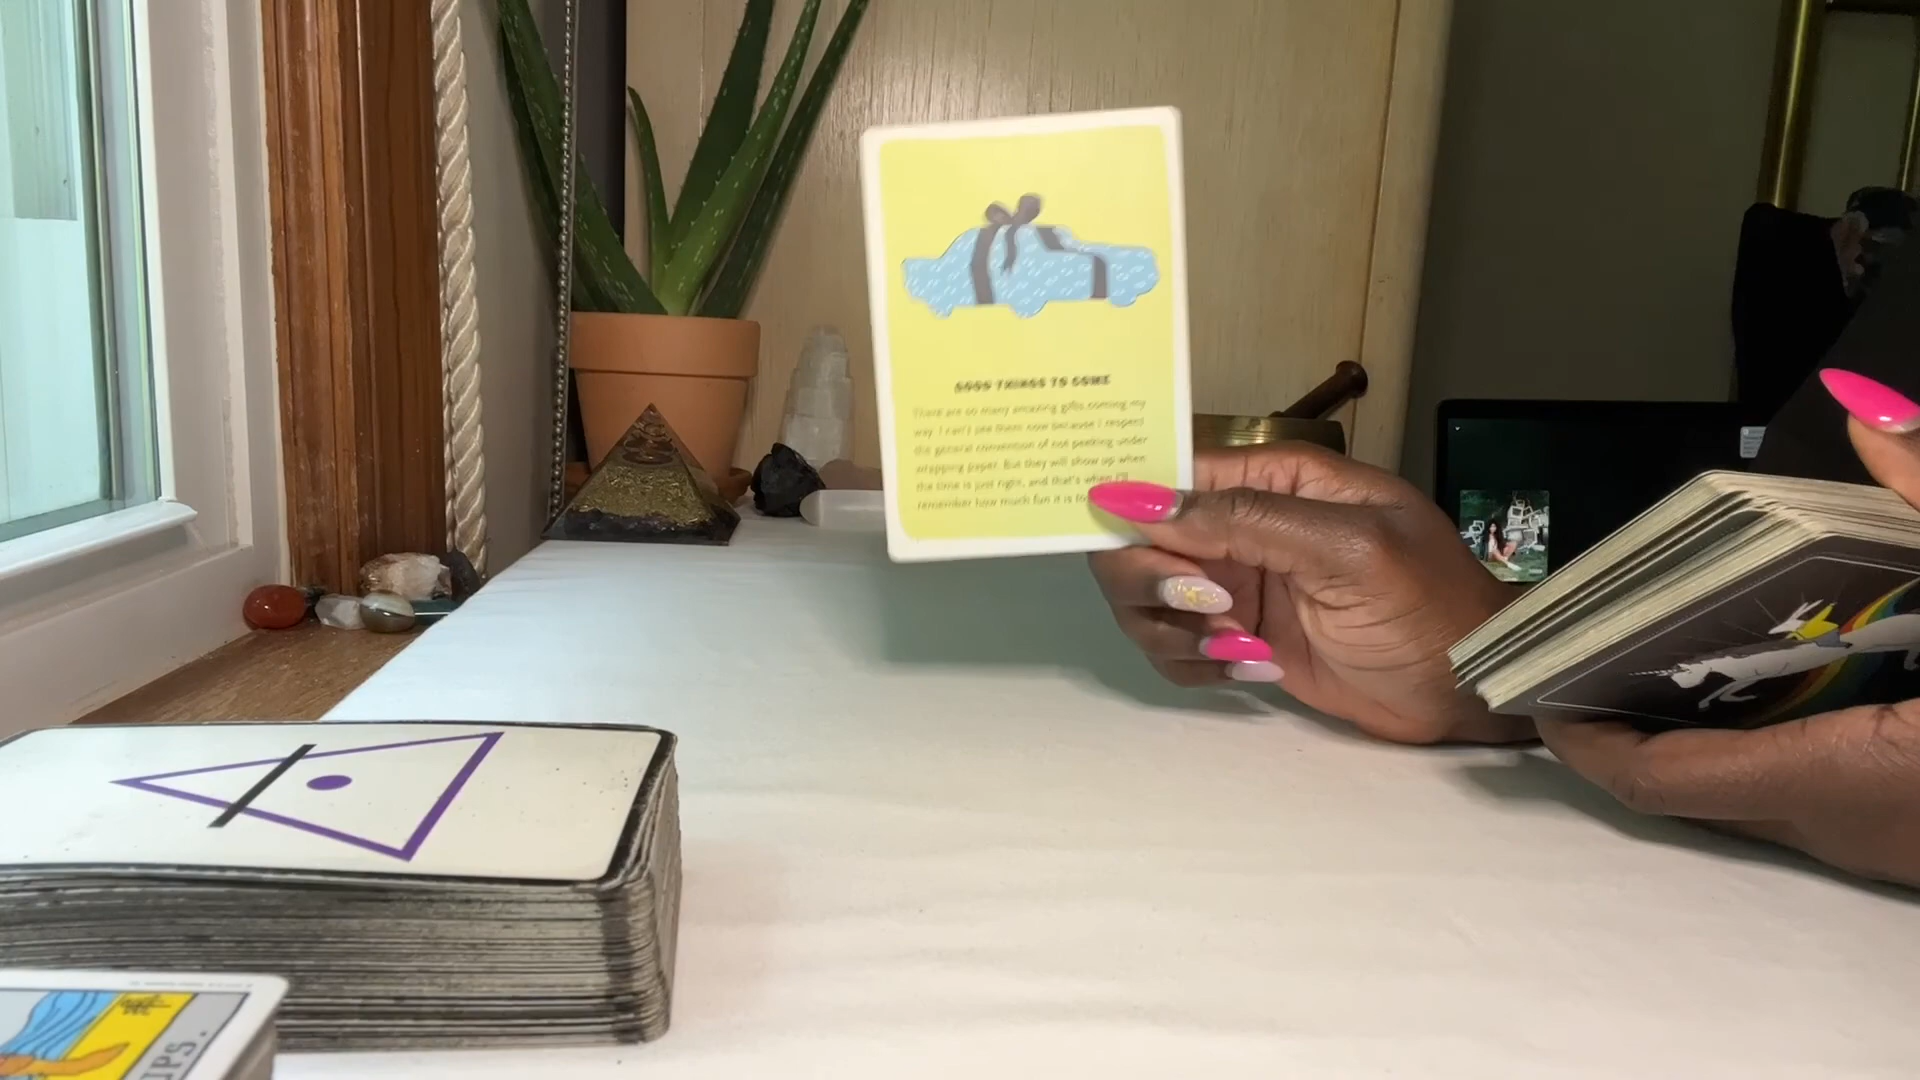 GOOD THINGS TO COME
There are so many amazing gifts coming my
way. I can't see them now because I respect
the general convention of not peeking under
wrapping paper. But they will show up when
the time is just right, and that's when I'll
remember how much fun it is to
UPS.